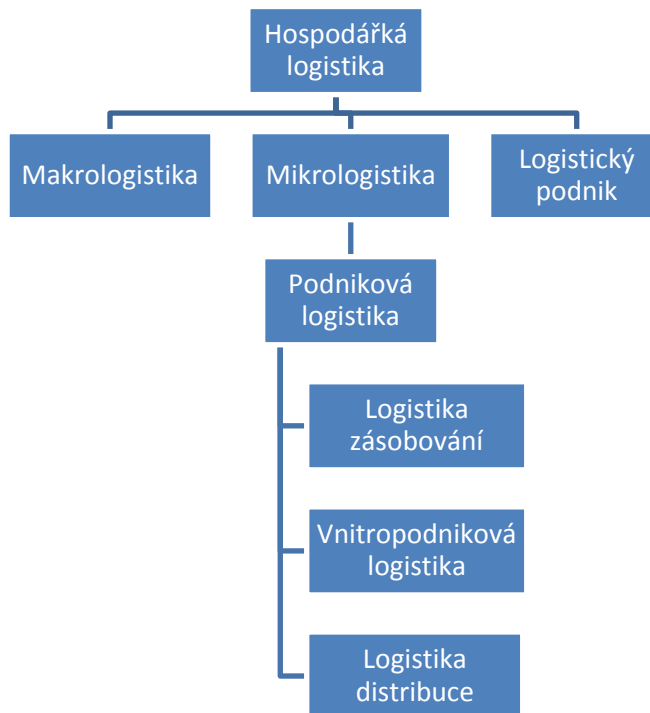 Hospodářká
logistika
Makrologistika
Mikrologistika
Logistický
podnik
Podniková
logistika
Logistika
zásobování
Vnitropodniková
logistika
Logistika
distribuce